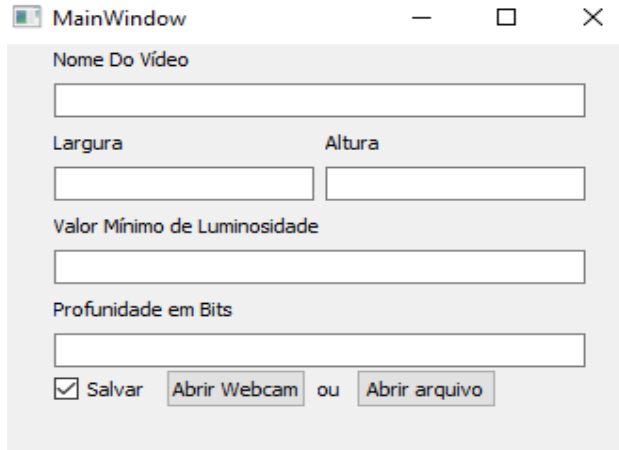 MainWindow
Nome Do Vídeo
Largura Altura
Valor Mínimo de Luminosidade
Profunidade em Bits
Salvar Abrir Webcam ou Abrir arquivo